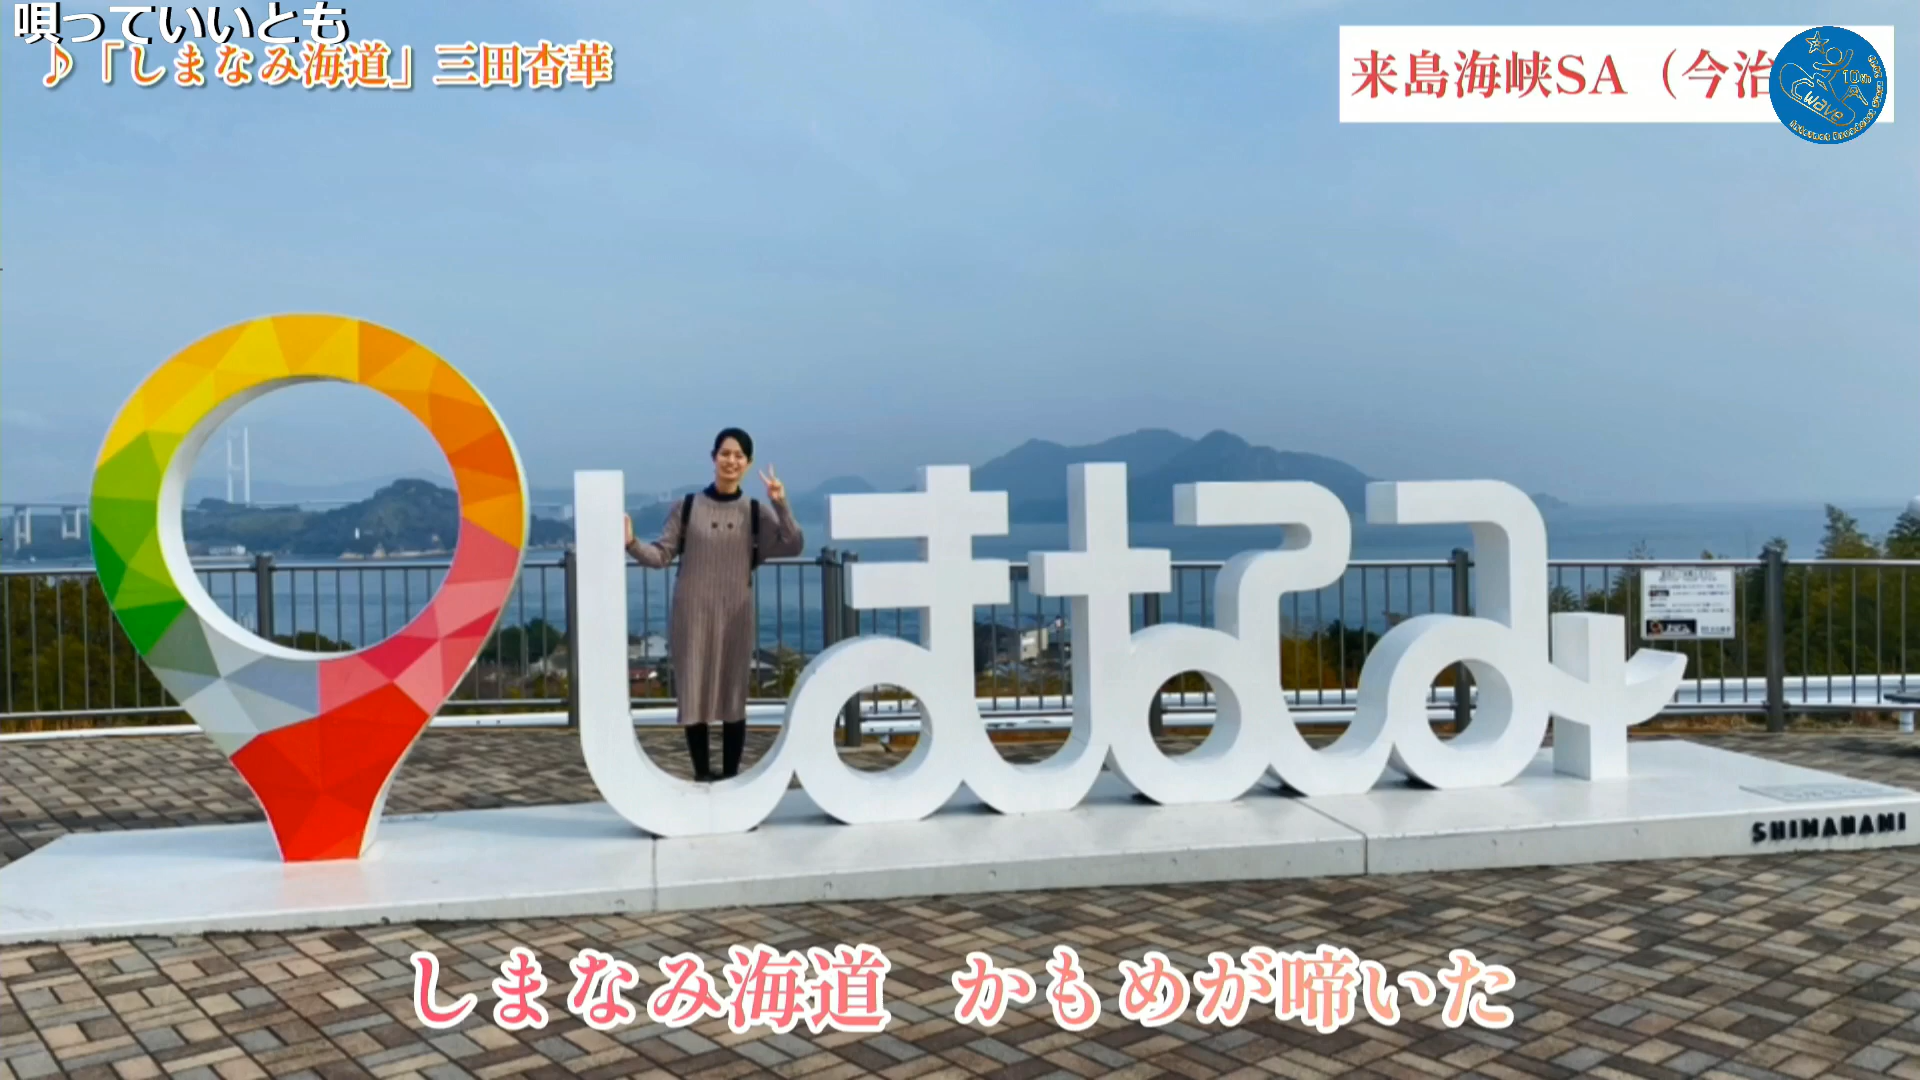 唄っていいとも
♪「しまなみ海道」三田杏華
来島海峡SA（今治
10th
Cwave
しまなみ
SHIMANAMI
しまなみ海道 かもめが啼いた